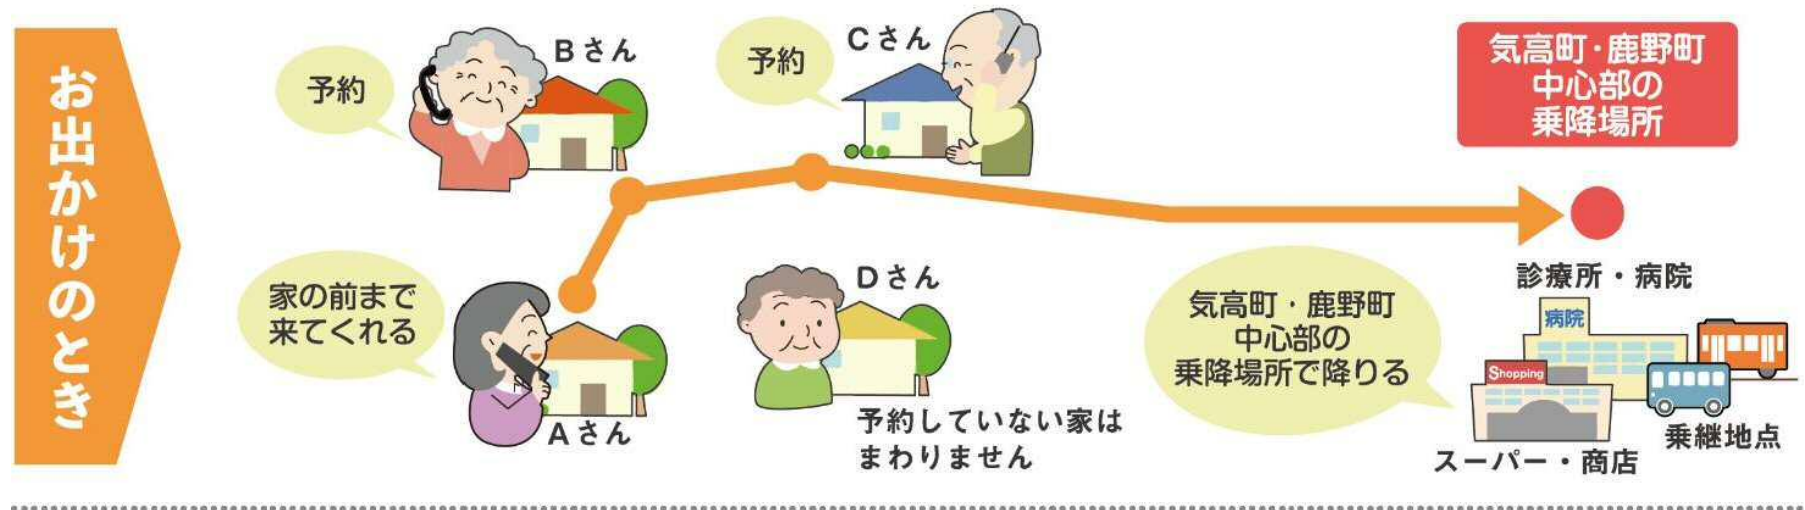 お出かけのとき
予約
Bさん
予約
Cさん
気高町・鹿野町
中心部の
乗降場所
家の前まで
来てくれる
Aさん
Dさん
予約していない家は
まわりません
気高町・鹿野町
中心部の
乗降場所で降りる
診療所・病院
病院
Shopping
乗継地点
スーパー・商店